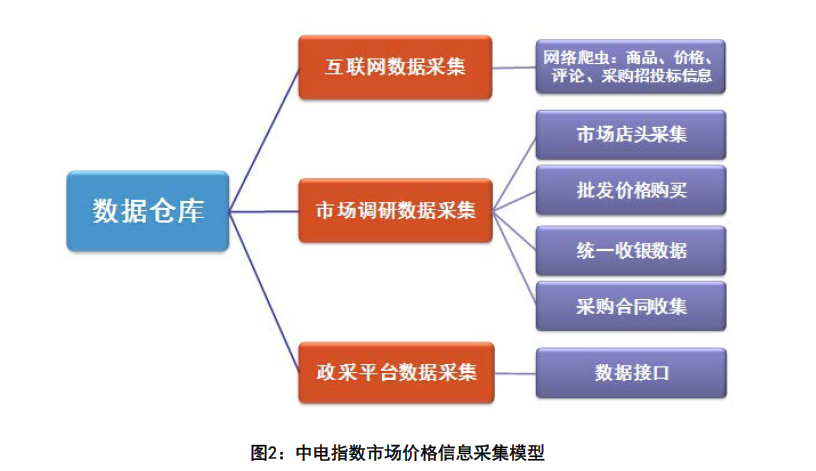 数据仓库
互联网数据采集
网络爬虫：商品、价格、
评论、采购招投标信息
市场调研数据采集
市场店头采集
批发价格购买
统一收银数据
采购合同收集
政采平台数据采集
数据接口
图2：中电指数市场价格信息采集模型